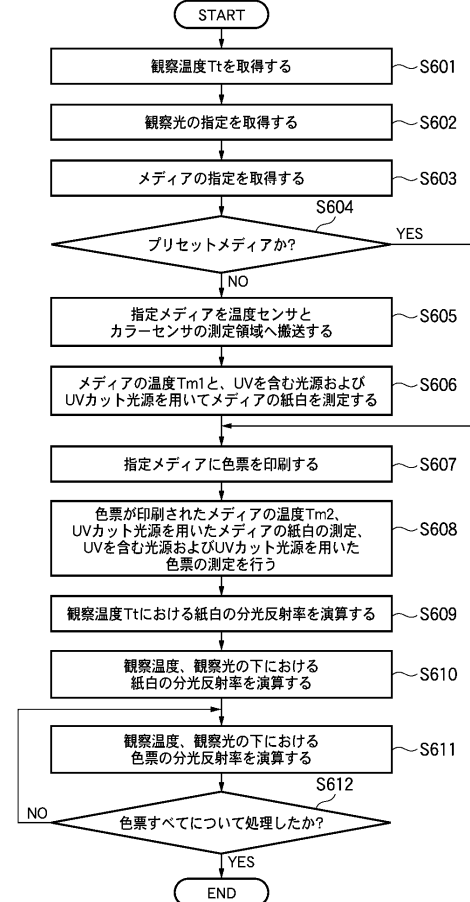 START
観察温度Ttを取得する
S601
観察光の指定を取得する
S602
メディアの指定を取得する
S603
S604
プリセットメディアか?
YES
NO
指定メディアを温度センサと
カラーセンサの測定領域へ搬送する
S605
メディアの温度Tm1と、UVを含む光源および
UVカット光源を用いてメディアの紙白を測定する
S606
指定メディアに色票を印刷する
S607
色票が印刷されたメディアの温度Tm2、
UVカット光源を用いたメディアの紙白の測定、
UVを含む光源およびUVカット光源を用いた
色票の測定を行う
S608
観察温度Ttにおける紙白の分光反射率を演算する
S609
観察温度、観察光の下における
紙白の分光反射率を演算する
S610
観察温度、観察光の下における
色票の分光反射率を演算する
S611
S612
色票すべてについて処理したか?
NO
YES
END